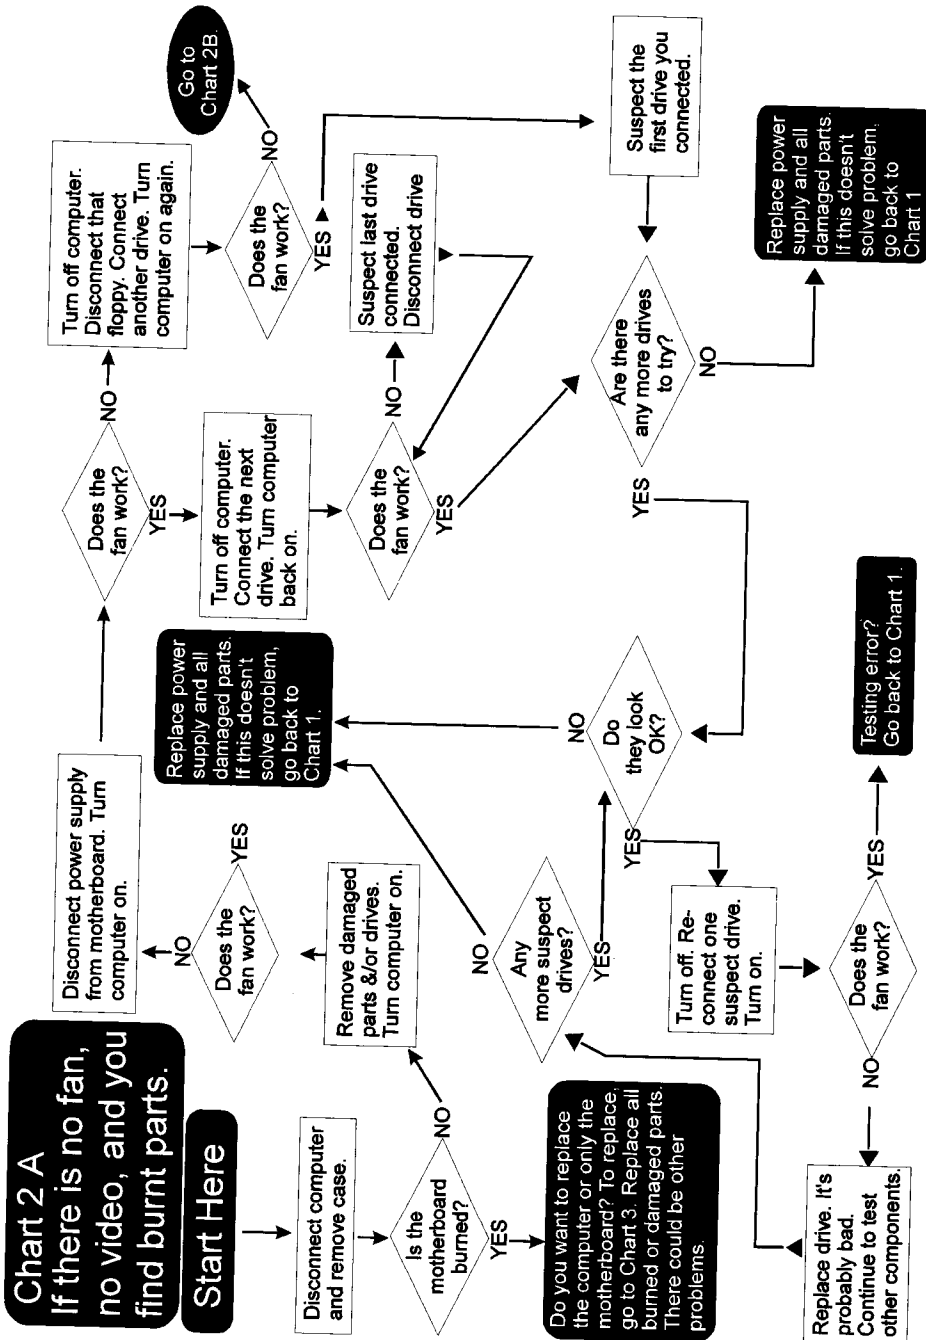 Chart 2 A
If there is no fan,
no video, and you
find burnt parts.
Start Here
Disconnect computer
and remove case.
Is the
motherboard
burned?
NO
YES
Do you want to replace
the computer or only the
motherboard? To replace,
go to Chart 3. Replace all
burned or damaged parts.
There could be other
problems.
Remove damaged
parts &/or drives.
Turn computer on.
Does the
fan work?
NO
YES
Disconnect power supply
from motherboard. Turn
computer on.
Does the
fan work?
NO
YES
Turn off computer.
Disconnect that
floppy. Connect
another drive. Turn
computer on again.
Does the
fan work?
NO
YES
Go to
Chart 2B.
Turn off computer.
Connect the next
drive. Turn computer
back on.
Does the
fan work?
NO
YES
Suspect last drive
connected.
Disconnect drive
Suspect the
first drive you
connected.
Are there
any more drives
to try?
NO
YES
Replace power
supply and all
damaged parts.
If this doesn't
solve problem,
go back to
Chart 1
Do
they look
OK?
NO
YES
Replace power
supply and all
damaged parts.
If this doesn't
solve problem,
go back to
Chart 1.
Any
more suspect
drives?
NO
YES
Turn off. Re-
connect one
suspect drive.
Turn on.
Does the
fan work?
NO
YES
Testing error?
Go back to Chart 1.
Replace drive. It's
probably bad.
Continue to test
other components.